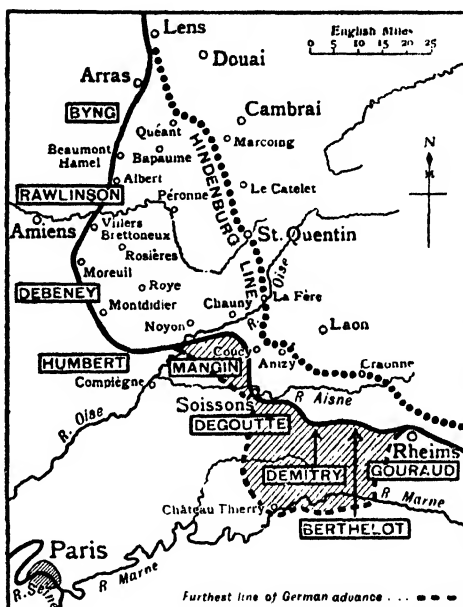 Lens
English Miles
0 5 10 15 20 25
Douai
Arras
BYNG
Cambrai
Quéant
Marcoing
Beaumont
Hamel
Bapaume
N
HINDENBURG LINE
Albert
RAWLINSON
Péronne
Le Catelet
Amiens
Villers
Brettoneux
St. Quentin
Rosières
Moreuil
R. Oise
DEBENEY
Roye
Chauny
La Fère
Montdidier
Noyon
Laon
HUMBERT
Coucy
Anizy
Craonne
MANGIN
Compiègne
R Aisne
Soissons
R. Oise
DEGOUTTE
Rheims
DEMITRY
GOURAUD
R Marne
Château Thierry
BERTHELOT
Paris
R Marne
R. Seine
Furthest line of German advance ...